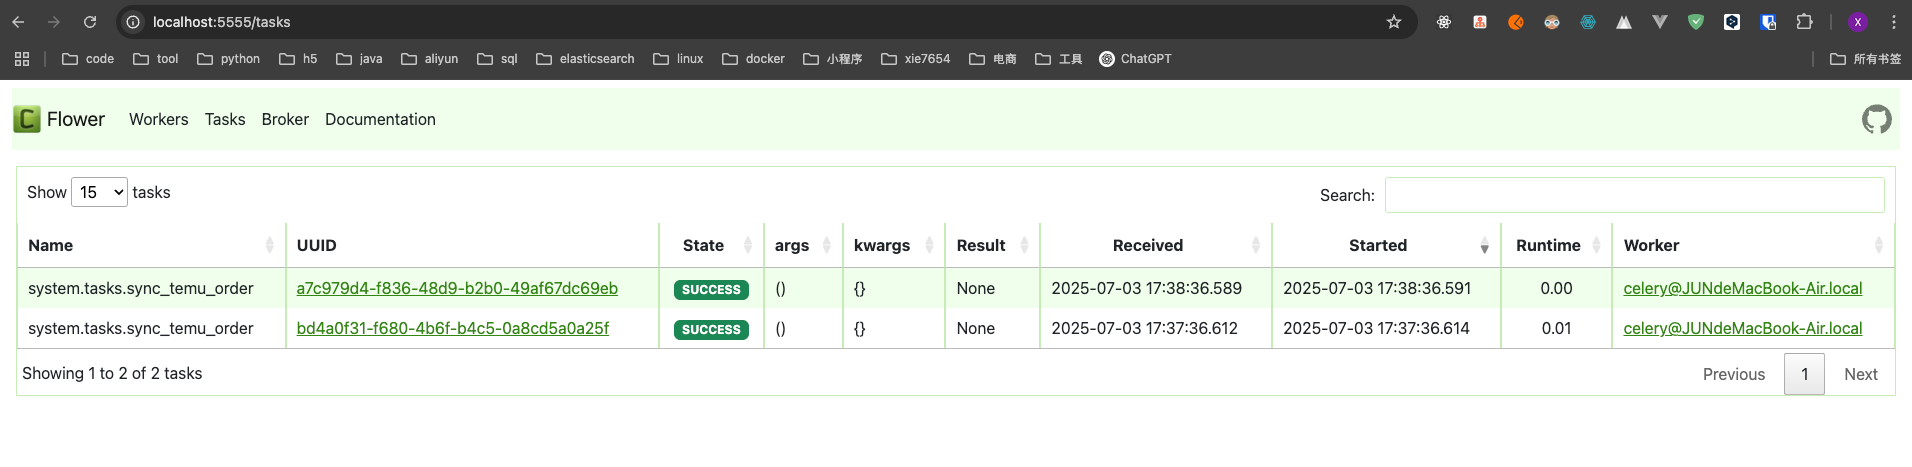 localhost:5555/tasks
X
code tool python h5 java aliyun sql elasticsearch linux docker 小程序 xie7654 电商 工具 ChatGPT 所有书签
C Flower Workers Tasks Broker Documentation
Show 15 tasks Search:
Name UUID State args kwargs Result Received Started Runtime Worker
system.tasks.sync_temu_order a7c979d4-f836-48d9-b2b0-49af67dc69eb SUCCESS () {} None 2025-07-03 17:38:36.589 2025-07-03 17:38:36.591 0.00 celery@JUNdeMacBook-Air.local
system.tasks.sync_temu_order bd4a0f31-f680-4b6f-b4c5-0a8cd5a0a25f SUCCESS () {} None 2025-07-03 17:37:36.612 2025-07-03 17:37:36.614 0.01 celery@JUNdeMacBook-Air.local
Showing 1 to 2 of 2 tasks Previous 1 Next